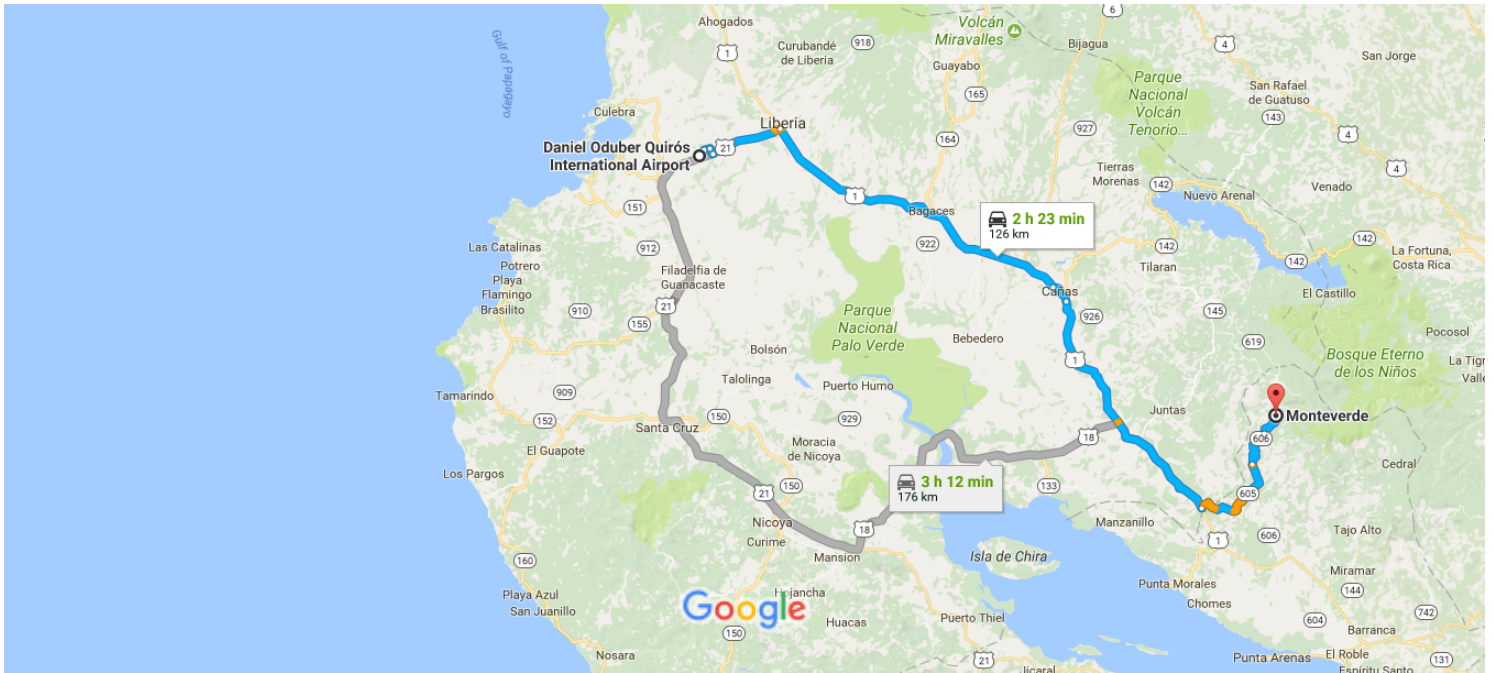 Ahogados
Volcán
Miravalles
6
4
San Jorge
Gulf of Papagayo
1
Curubandé
de Liberia
918
Bijagua
Guayabo
Parque
Nacional
Volcán
Tenorio...
San Rafael
de Guatuso
165
143
Culebra
Liberia
927
4
164
Daniel Oduber Quirós
International Airport
21
Tierras
Morenas
142
Venado
4
Nuevo Arenal
1
151
Bagaces
2 h 23 min
126 km
922
142
142
Las Catalinas
912
Tilaran
142
La Fortuna,
Costa Rica
Potrero
Playa
Flamingo
Brasilito
Filadelfia de
Guanacaste
Cañas
El Castillo
21
910
155
926
145
Parque
Nacional
Palo Verde
Bebedero
619
Pocosol
Bolsón
1
Bosque Eterno
de los Niños
La Tigr
Valle
Talolinga
Puerto Humo
Tamarindo
909
152
150
929
Juntas
Monteverde
Santa Cruz
18
606
El Guapote
Moracia
de Nicoya
Cedral
Los Pargos
150
3 h 12 min
176 km
133
605
21
Nicoya
Manzanillo
Tajo Alto
18
Curime
1
606
Mansion
Isla de Chira
160
Miramar
Punta Morales
144
Playa Azul
Hojancha
Google
Chomes
San Juanillo
742
Huacas
Puerto Thiel
604
150
Barranca
Nosara
El Roble
Punta Arenas
131
21
Jicaral
Espíritu Santo